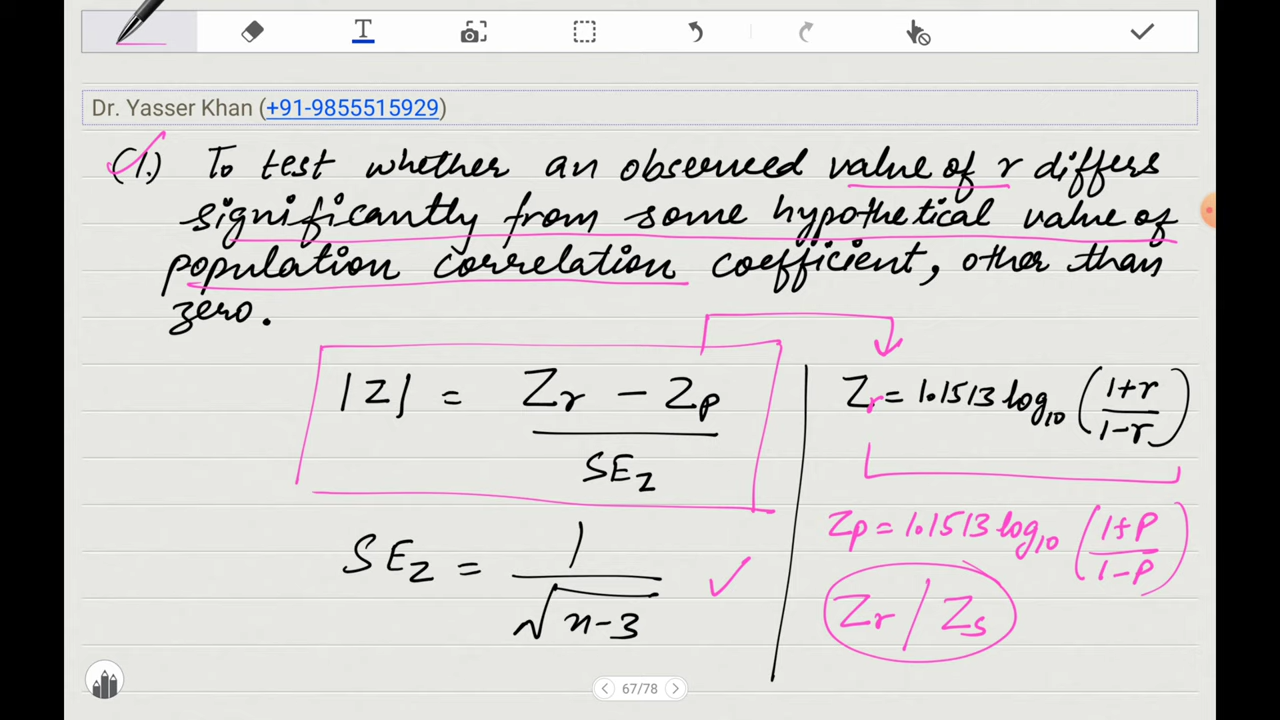 T
Dr. Yasser Khan (+91-9855515929)
(1.) To test whether an observed value of r differs
significantly from some hypothetical value of
population correlation coefficient, other than
zero.
|Z| = Zr - Zp / SEz
SEz = 1 / √n-3
Zr = 1.1513 log10 (1+r / 1-r)
Zp = 1.1513 log10 (1+P / 1-P)
Zr / Zs
67/78